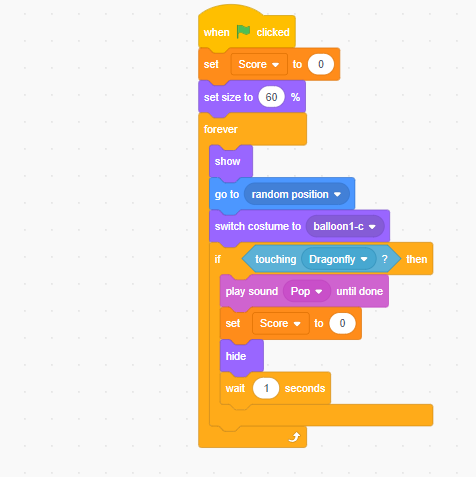 when clicked
set Score to 0
set size to 60 %
forever
show
go to random position
switch costume to balloon1-c
if touching Dragonfly ? then
play sound Pop until done
set Score to 0
hide
wait 1 seconds